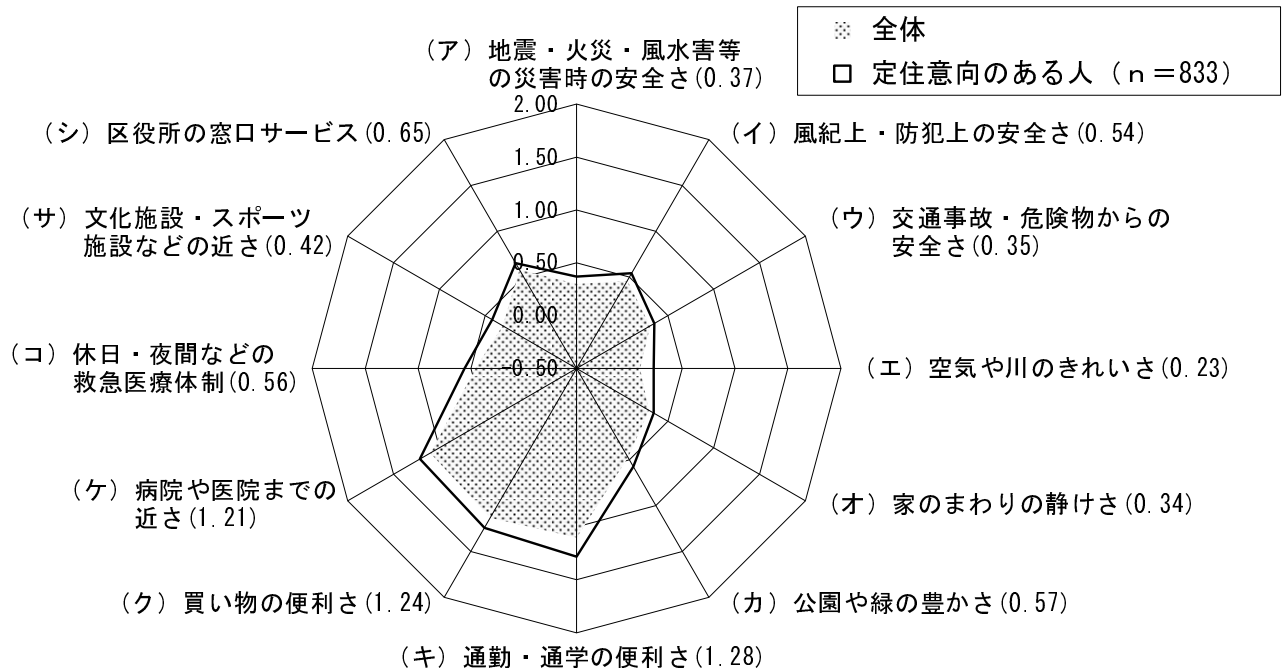 全体
定住意向のある人（ｎ＝833）
（ア）地震・火災・風水害等
の災害時の安全さ(0.37)
（イ）風紀上・防犯上の安全さ(0.54)
（ウ）交通事故・危険物からの
安全さ(0.35)
（エ）空気や川のきれいさ(0.23)
（オ）家のまわりの静けさ(0.34)
（カ）公園や緑の豊かさ(0.57)
（キ）通勤・通学の便利さ(1.28)
（ク）買い物の便利さ(1.24)
（ケ）病院や医院までの
近さ(1.21)
（コ）休日・夜間などの
救急医療体制(0.56)
（サ）文化施設・スポーツ
施設などの近さ(0.42)
（シ）区役所の窓口サービス(0.65)
2.00
1.50
1.00
0.50
0.00
-0.50